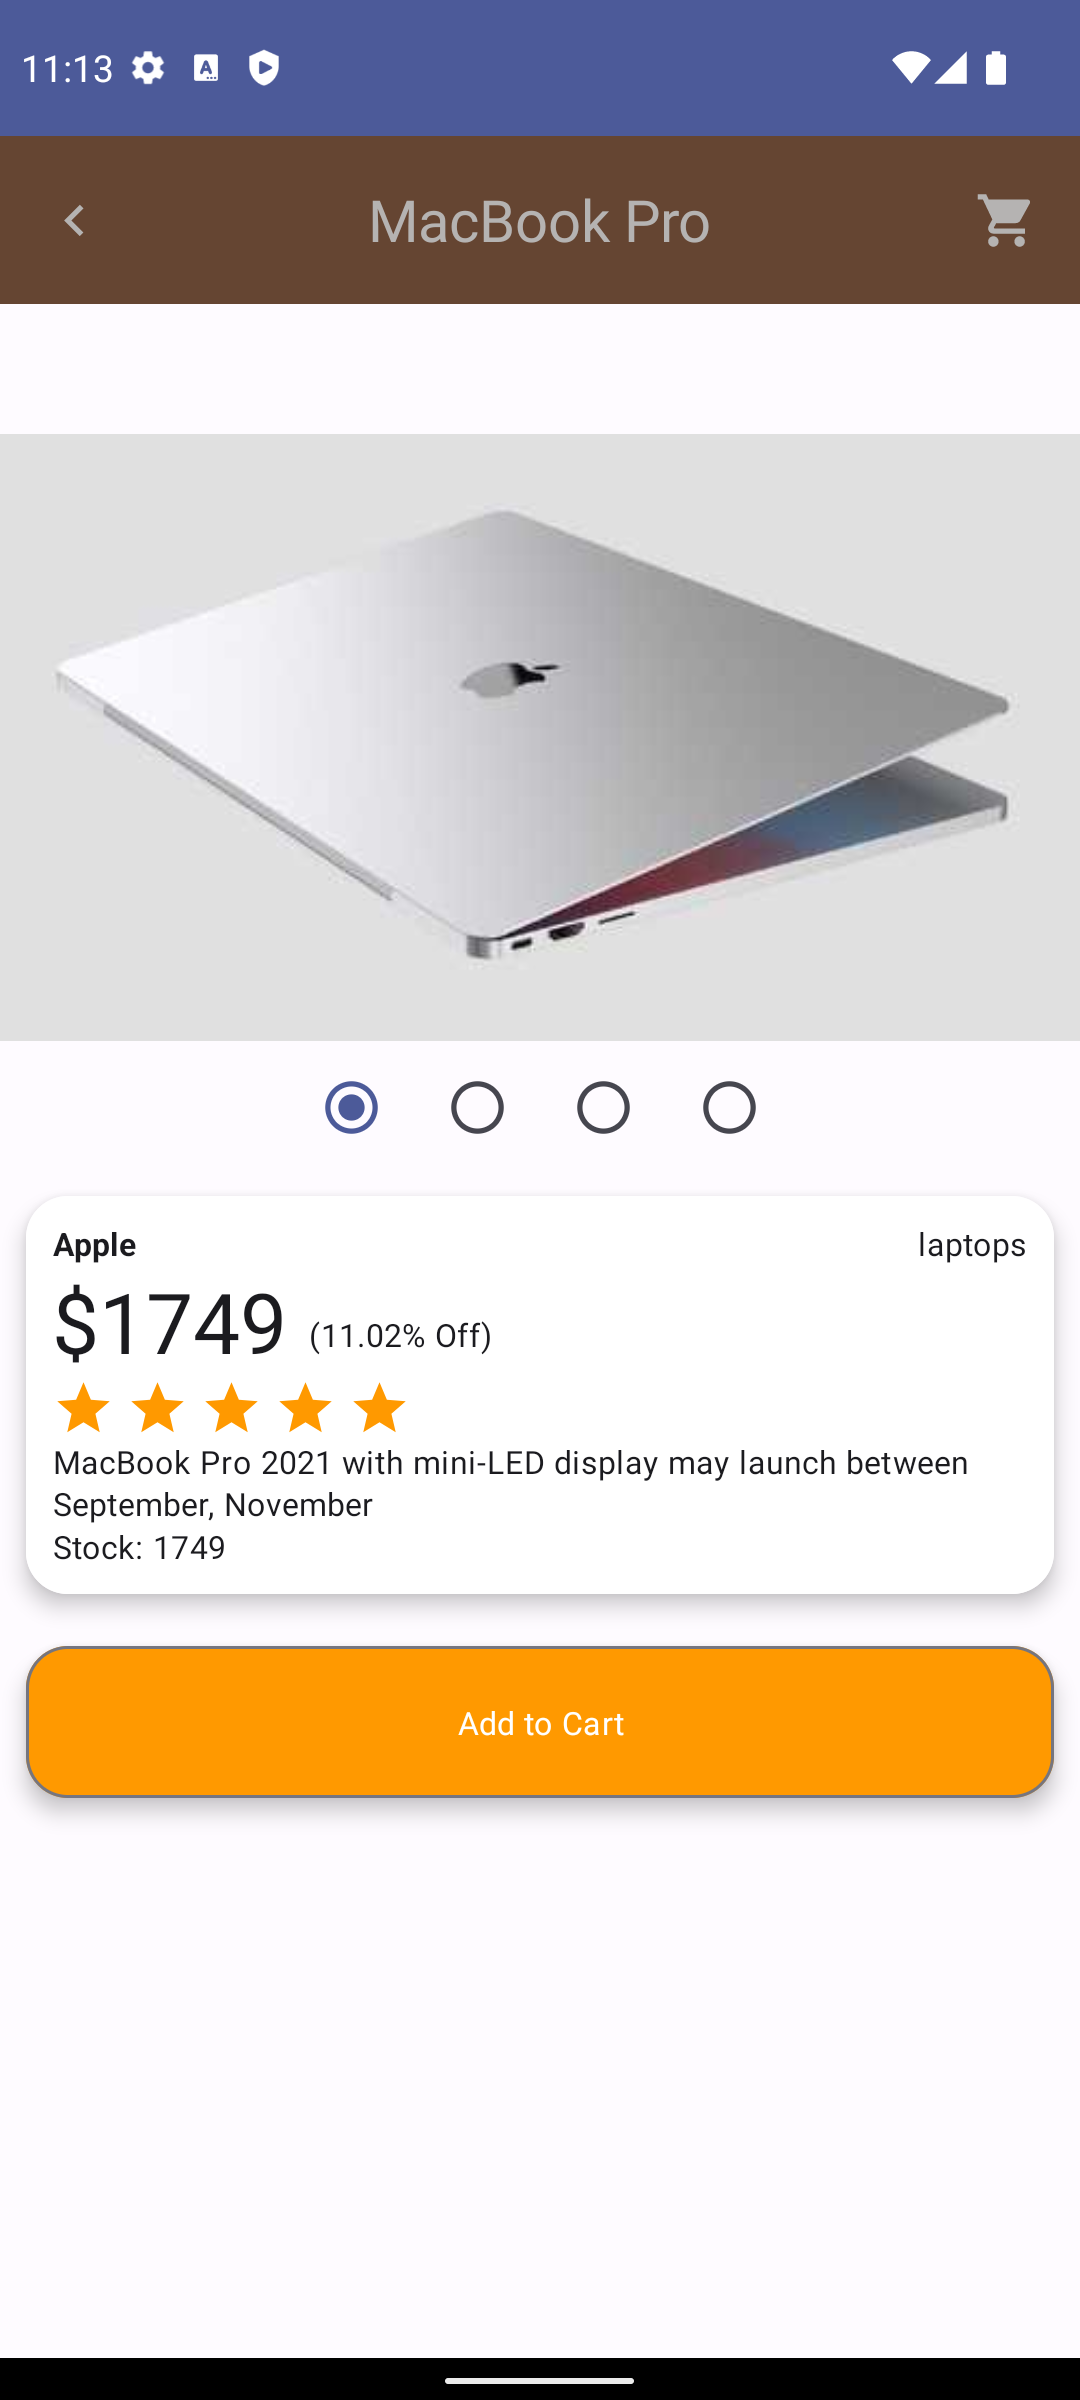 11:13
MacBook Pro
Apple
laptops
$1749 (11.02% Off)
MacBook Pro 2021 with mini-LED display may launch between
September, November
Stock: 1749
Add to Cart